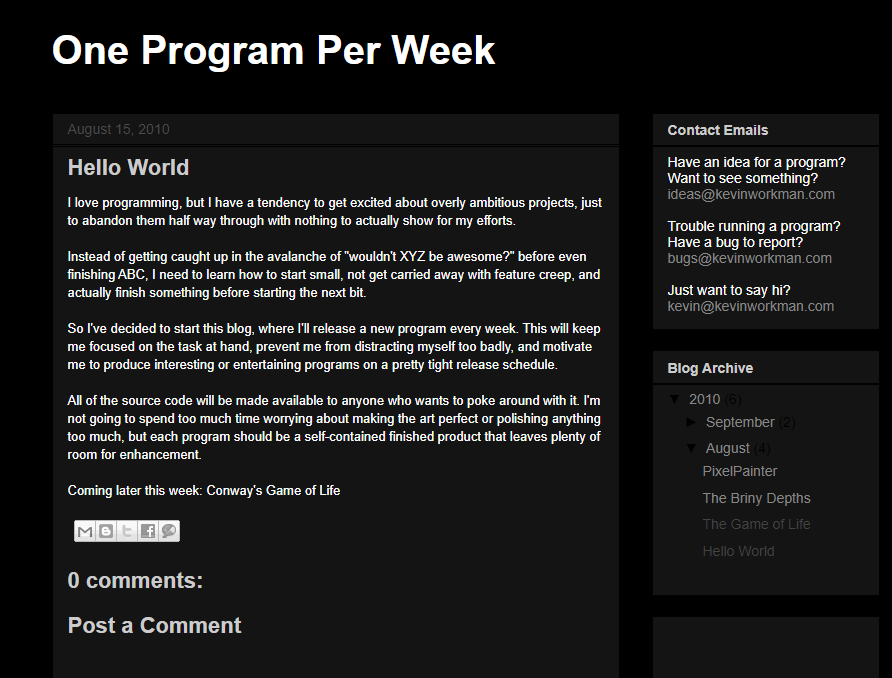 One Program Per Week
August 15, 2010
Hello World
I love programming, but I have a tendency to get excited about overly ambitious projects, just
to abandon them half way through with nothing to actually show for my efforts.
Instead of getting caught up in the avalanche of "wouldn't XYZ be awesome?" before even
finishing ABC, I need to learn how to start small, not get carried away with feature creep, and
actually finish something before starting the next bit.
So I've decided to start this blog, where I'll release a new program every week. This will keep
me focused on the task at hand, prevent me from distracting myself too badly, and motivate
me to produce interesting or entertaining programs on a pretty tight release schedule.
All of the source code will be made available to anyone who wants to poke around with it. I'm
not going to spend too much time worrying about making the art perfect or polishing anything
too much, but each program should be a self-contained finished product that leaves plenty of
room for enhancement.
Coming later this week: Conway's Game of Life
0 comments:
Post a Comment
Contact Emails
Have an idea for a program?
Want to see something?
ideas@kevinworkman.com
Trouble running a program?
Have a bug to report?
bugs@kevinworkman.com
Just want to say hi?
kevin@kevinworkman.com
Blog Archive
▼ 2010 (6)
► September (2)
▼ August (4)
PixelPainter
The Briny Depths
The Game of Life
Hello World